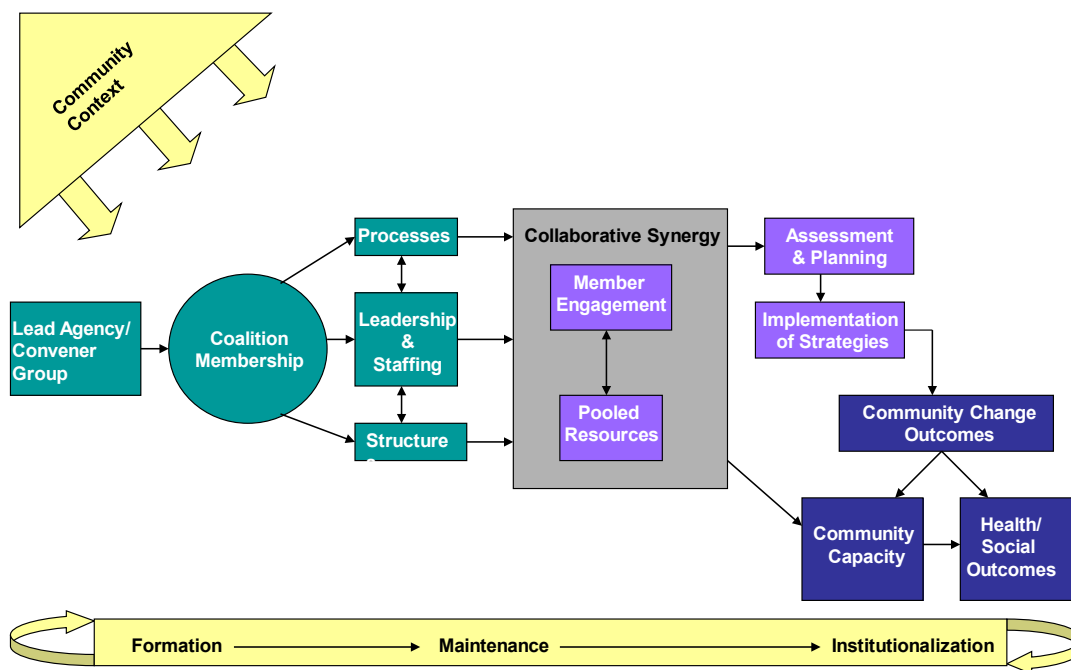 Community
Context
Processes
Collaborative Synergy
Assessment
& Planning
Member
Engagement
Lead Agency/
Convener
Group
Coalition
Membership
Leadership
&
Staffing
Implementation
of Strategies
Pooled
Resources
Structure
Community Change
Outcomes
Community
Capacity
Health/
Social
Outcomes
Formation
Maintenance
Institutionalization